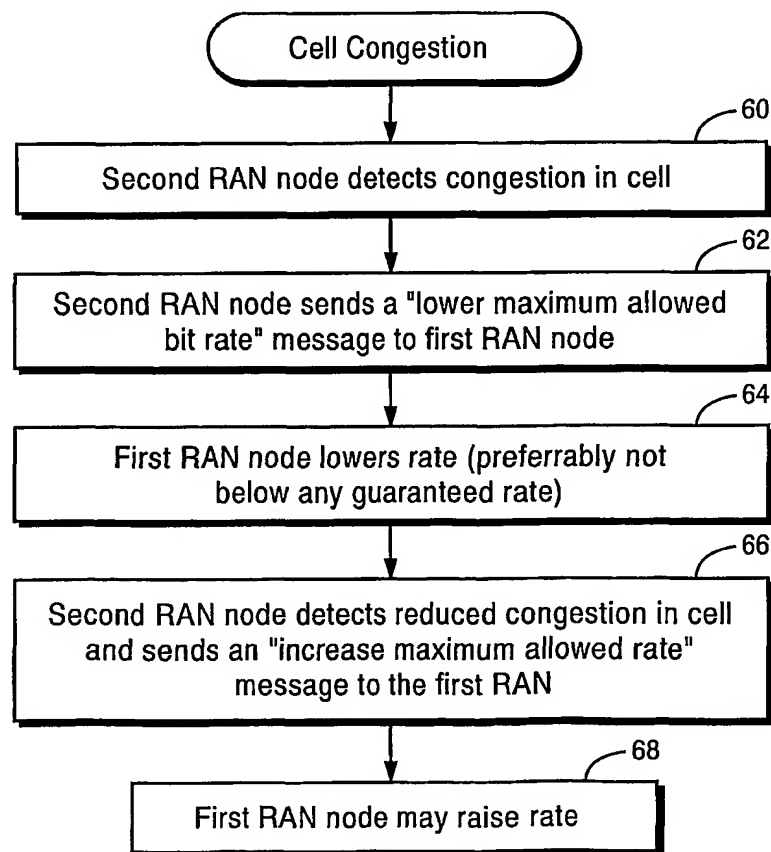 Cell Congestion
60
Second RAN node detects congestion in cell
62
Second RAN node sends a "lower maximum allowed
bit rate" message to first RAN node
64
First RAN node lowers rate (preferrably not
below any guaranteed rate)
66
Second RAN node detects reduced congestion in cell
and sends an "increase maximum allowed rate"
message to the first RAN
68
First RAN node may raise rate